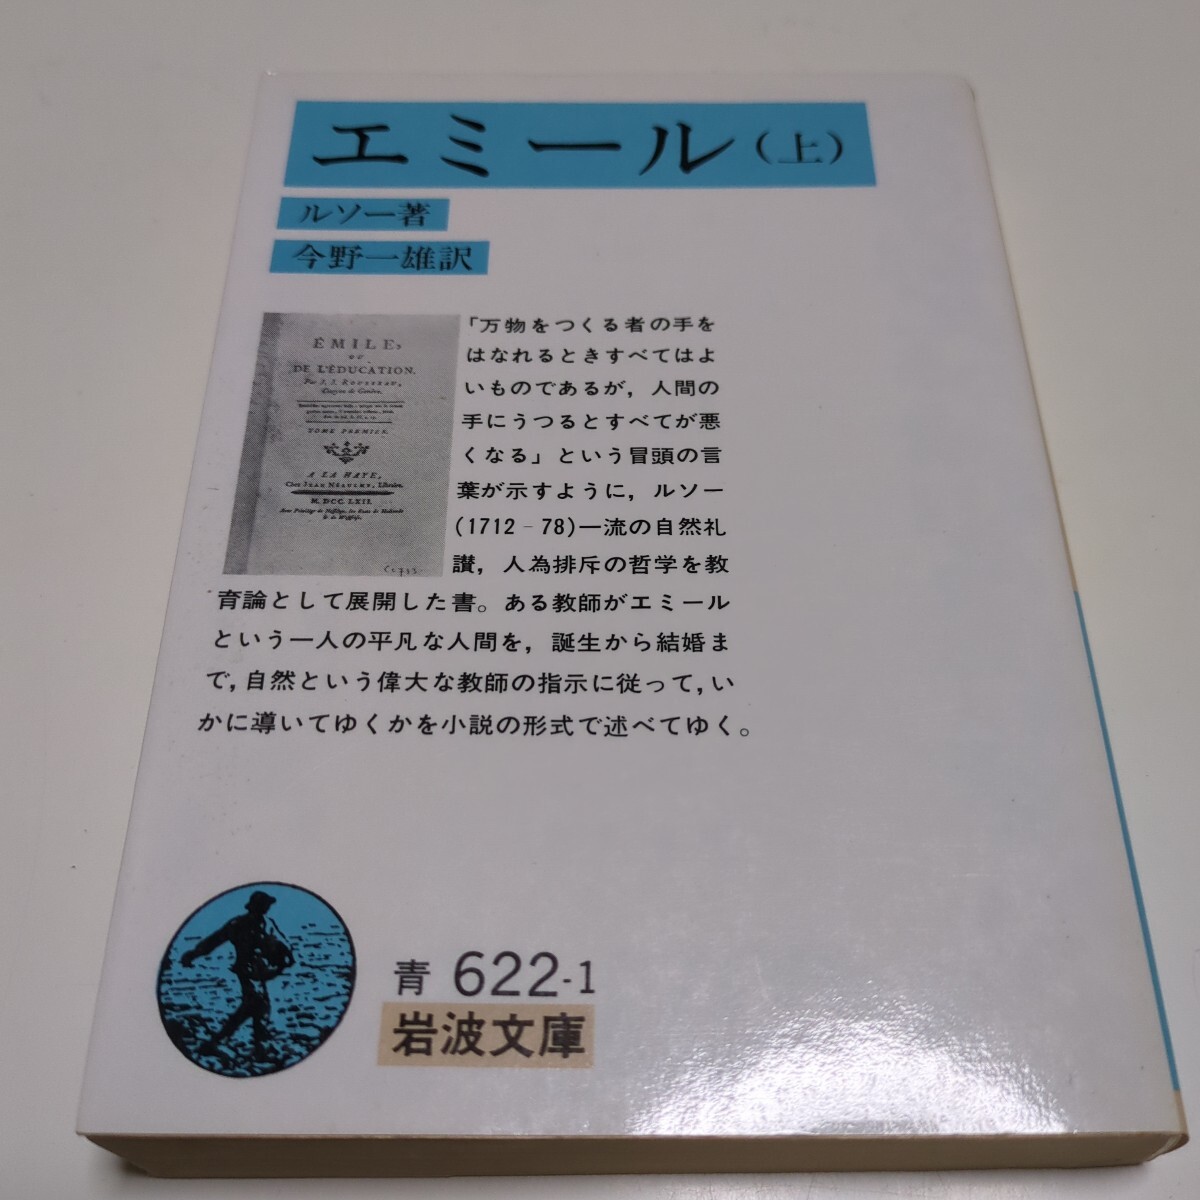 エミール(上)
ルソー著
今野一雄訳
ÉMILE,
OU
DE L'ÉDUCATION.
Par J. J. ROUSSEAU,
Citoyen de Genève.
TOME PREMIER.
A LA HAYE,
Chez JEAN NÉAULME, Libraire.
M. DCC. LXII.
「万物をつくる者の手を
はなれるときすべてはよ
いものであるが，人間の
手にうつるとすべてが悪
くなる」という冒頭の言
葉が示すように，ルソー
(1712‐78)一流の自然礼
讃，人為排斥の哲学を教
育論として展開した書。ある教師がエミール
という一人の平凡な人間を，誕生から結婚ま
で，自然という偉大な教師の指示に従って，い
かに導いてゆくかを小説の形式で述べてゆく。
青 622-1
岩波文庫